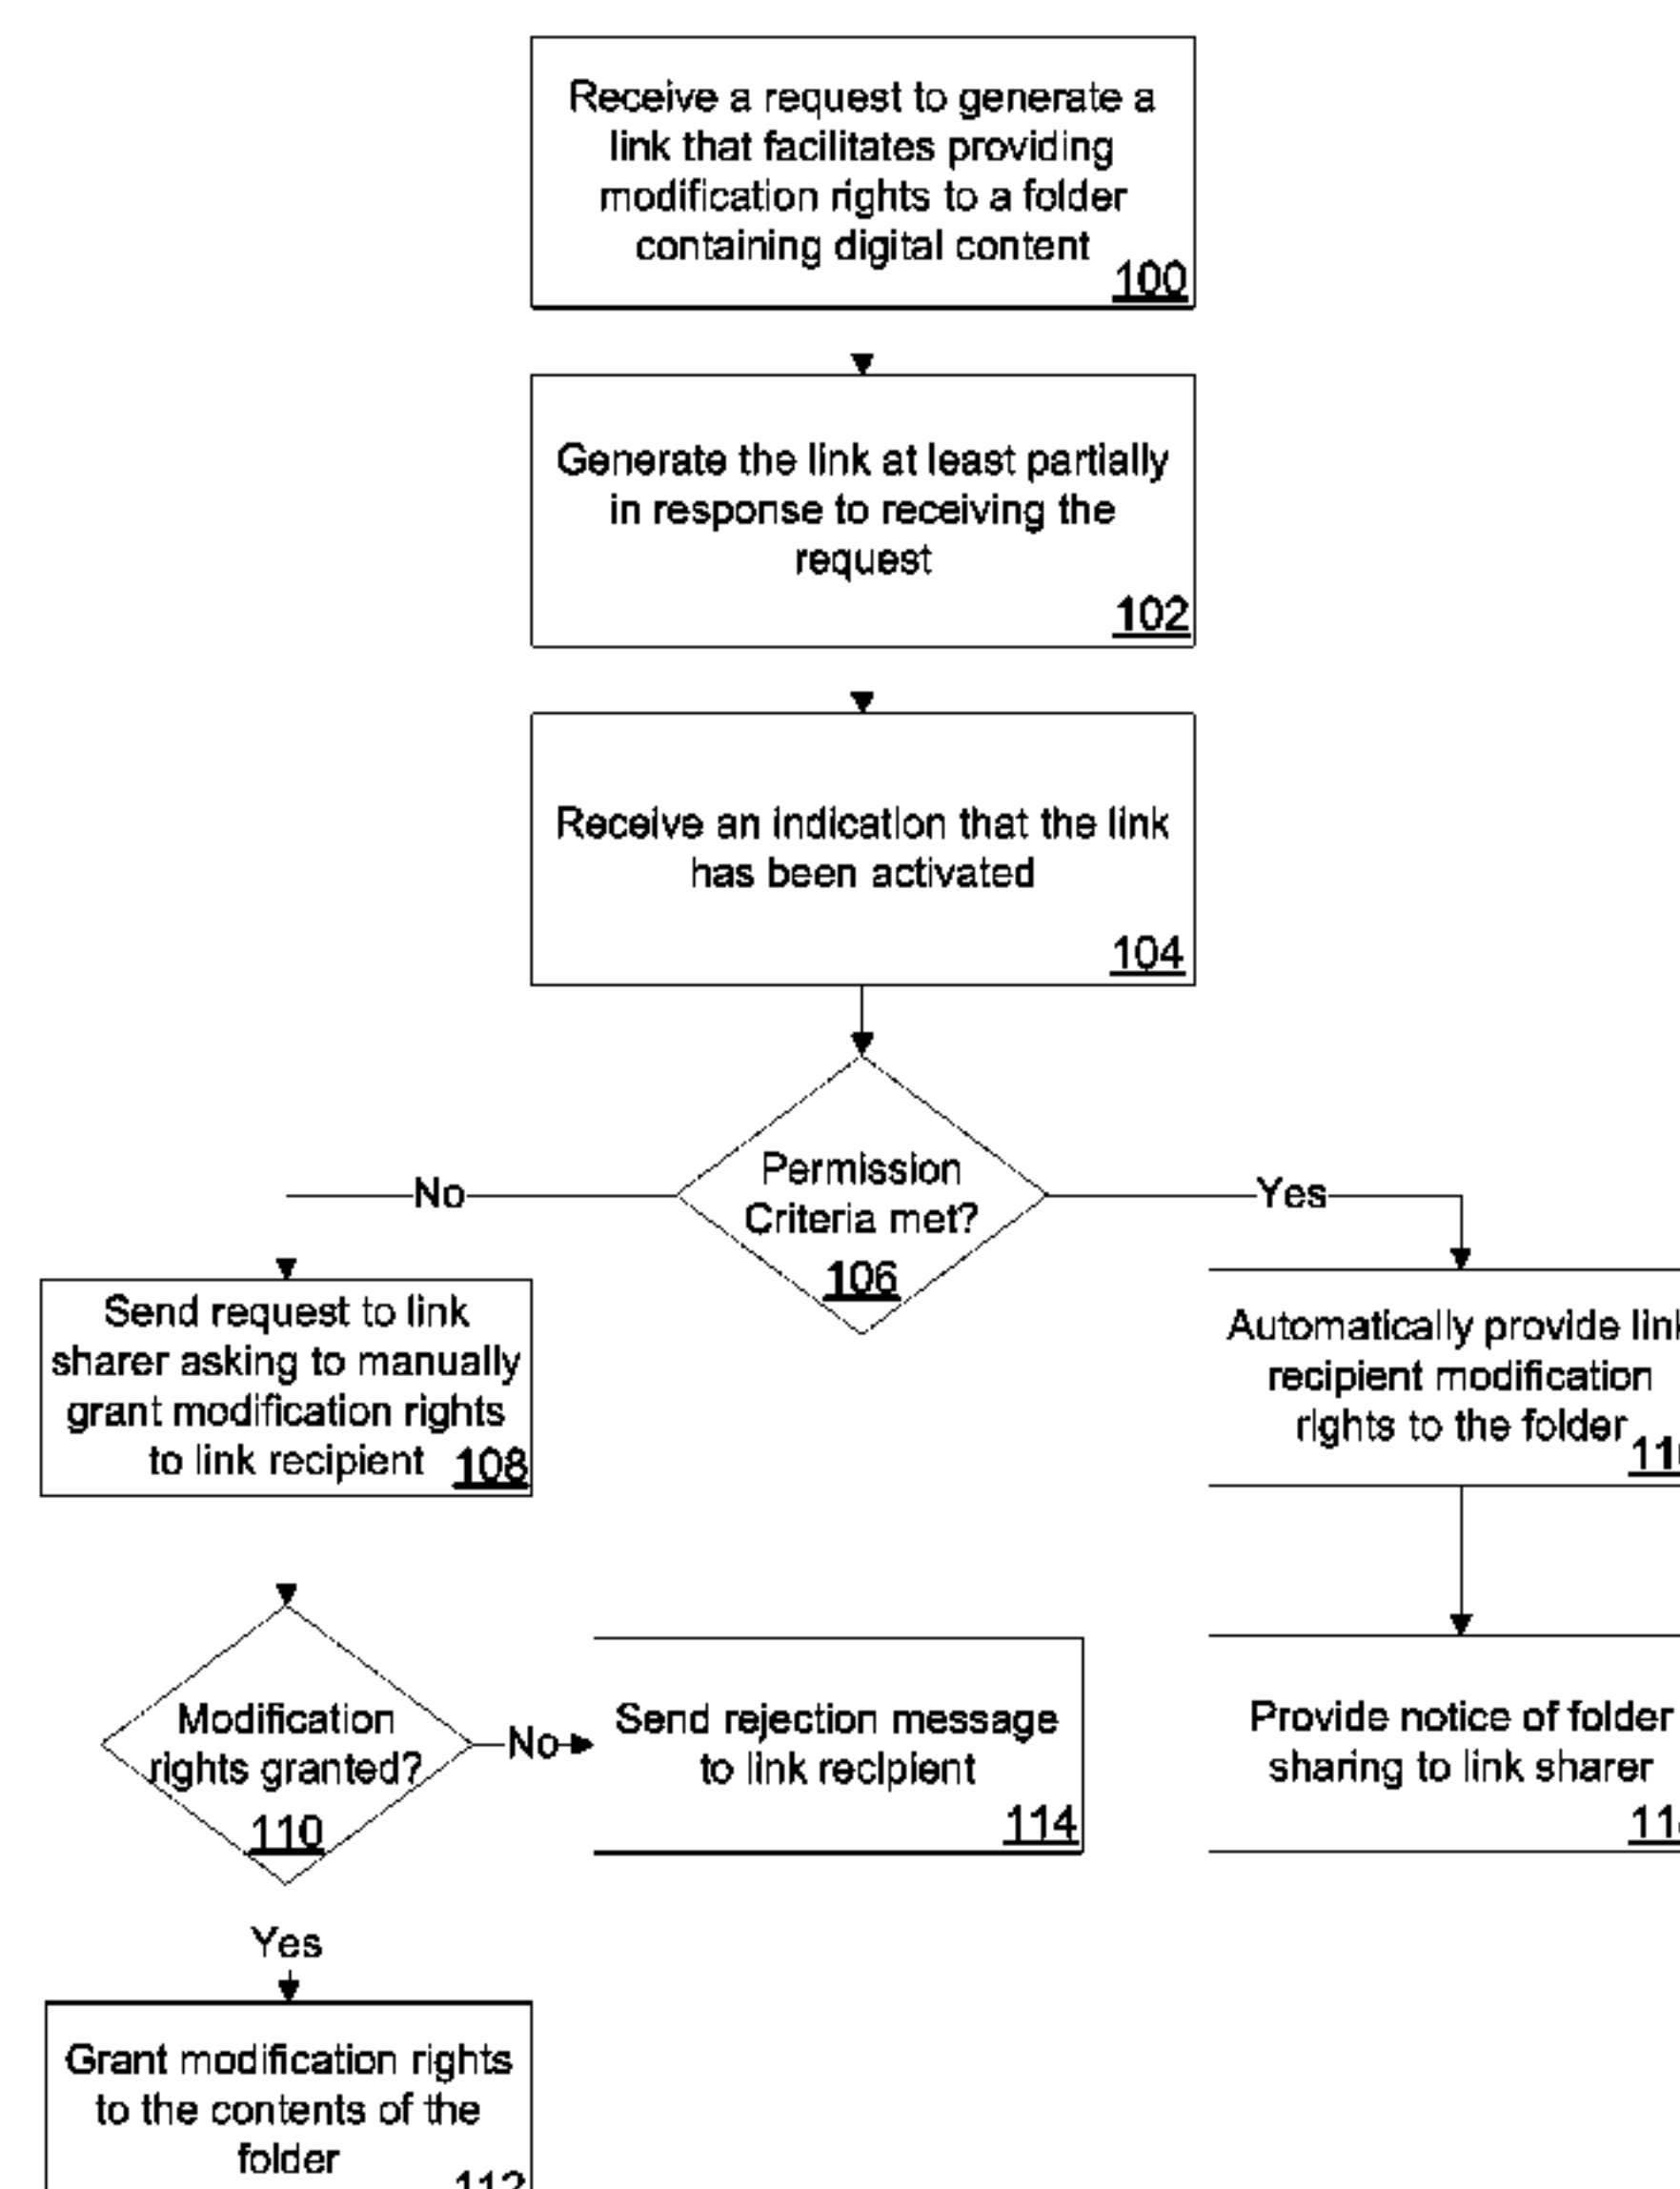 Receive a request to generate a
link that facilitates providing
modification rights to a folder
containing digital content
100
Generate the link at least partially
in response to receiving the
request
102
Receive an indication that the link
has been activated
104
Permission
Criteria met?
106
No
Yes
Send request to link
sharer asking to manually
grant modification rights
to link recipient
108
Automatically provide
recipient modification
rights to the folder
Modification
rights granted?
110
No
Send rejection message
to link recipient
114
Provide notice of folder
sharing to link sharer
Yes
Grant modification rights
to the contents of the
folder
112